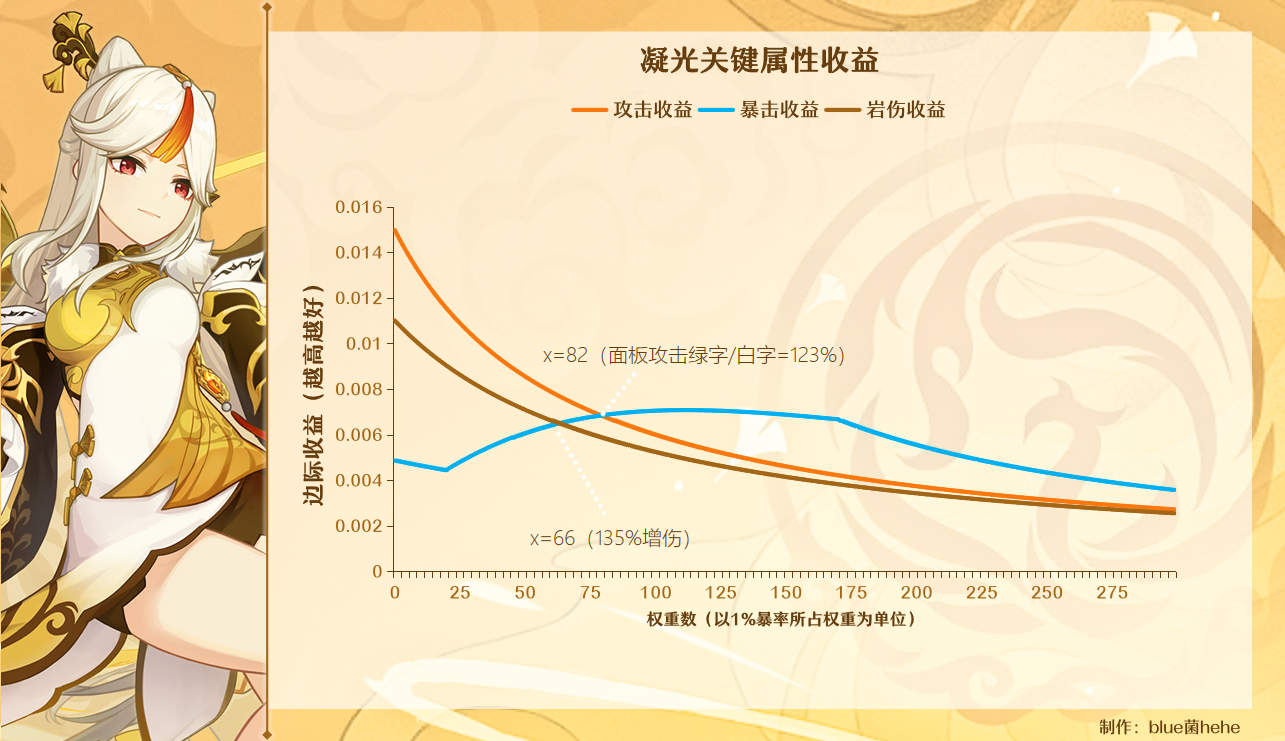 凝光关键属性收益
攻击收益 暴击收益 岩伤收益
边际收益（越高越好）
0.016
0.014
0.012
0.01
0.008
0.006
0.004
0.002
0
x=82（面板攻击绿字/白字=123%）
x=66（135%增伤）
0 25 50 75 100 125 150 175 200 225 250 275
权重数（以1%暴率所占权重为单位）
制作：blue菌hehe